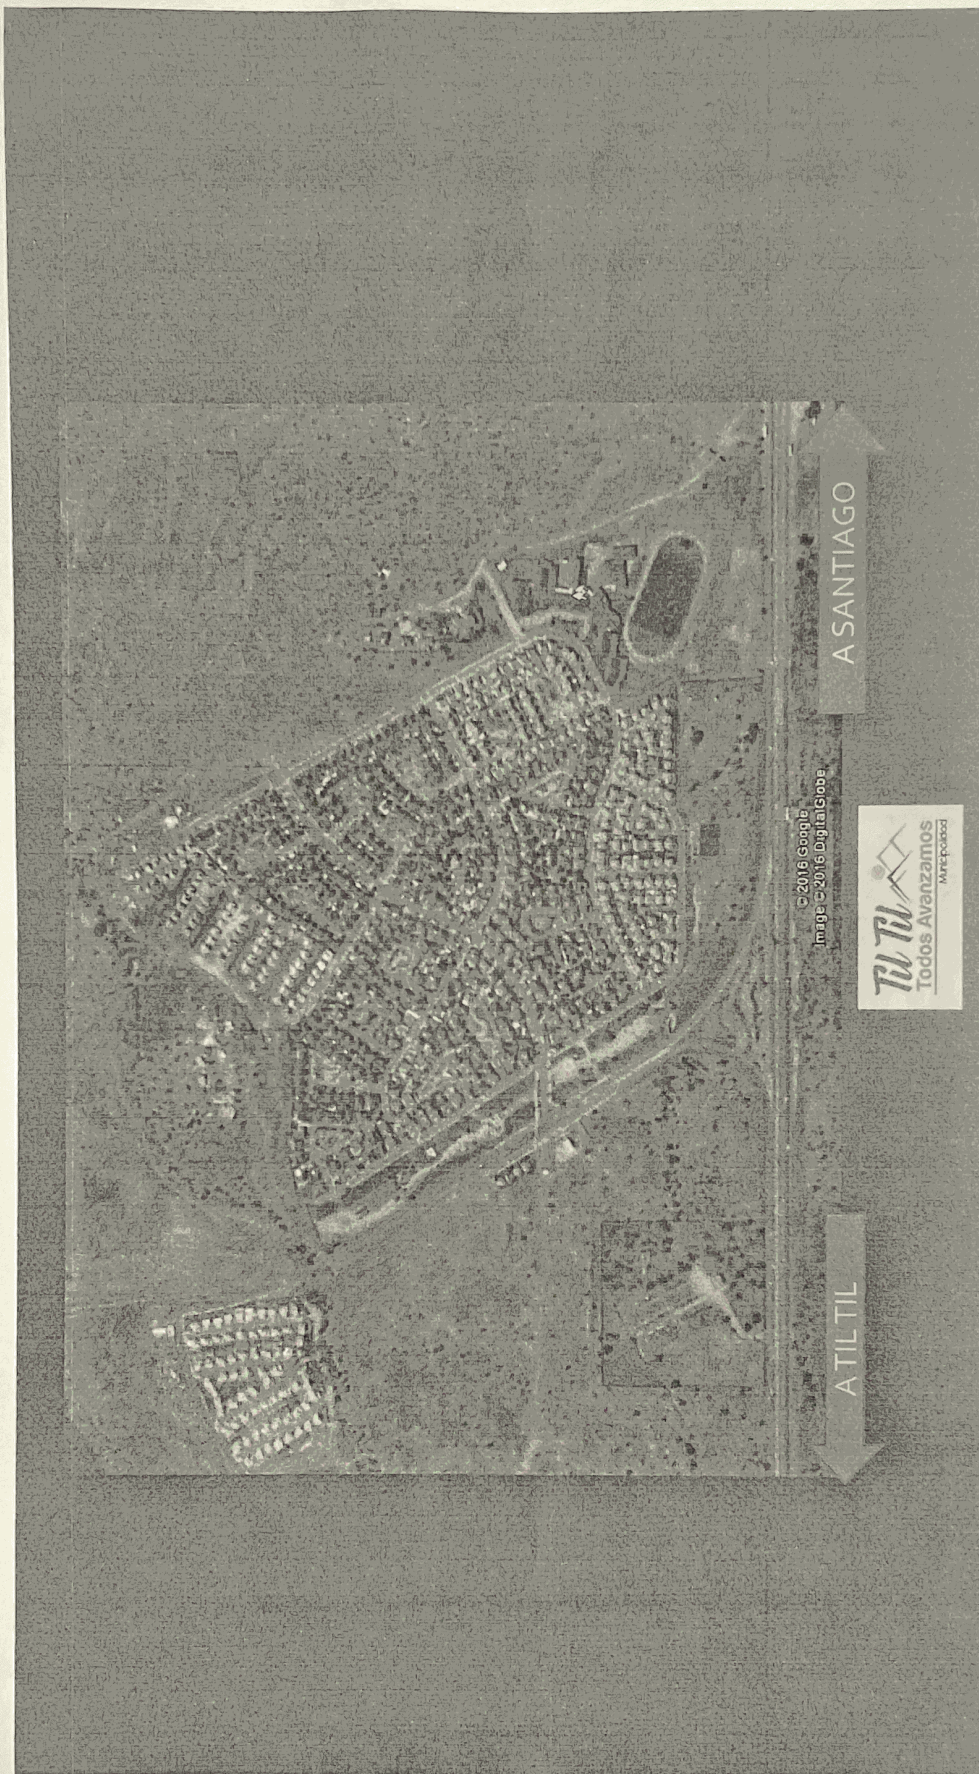 A TIL TIL
A SANTIAGO
© 2016 Google
Image © 2016 DigitalGlobe
Til Til
Todos Avanzamos
Municipalidad